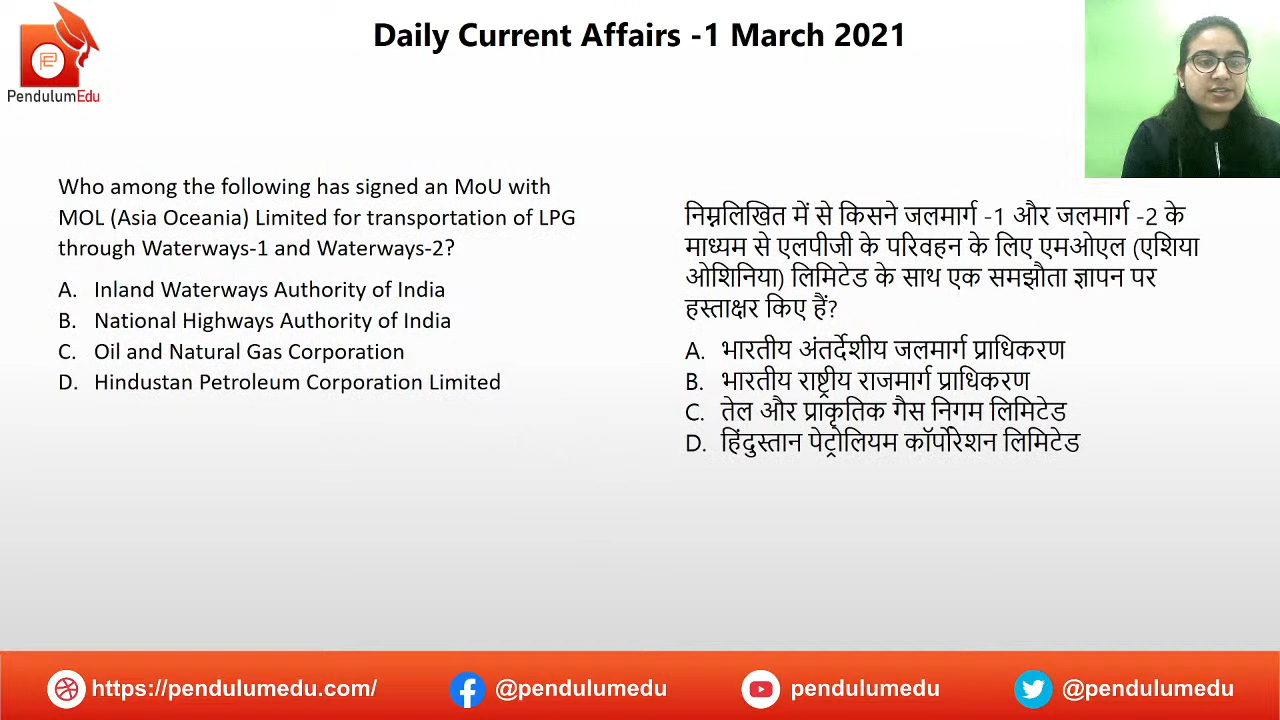 Daily Current Affairs -1 March 2021
PendulumEdu
Who among the following has signed an MoU with
MOL (Asia Oceania) Limited for transportation of LPG
through Waterways-1 and Waterways-2?
A. Inland Waterways Authority of India
B. National Highways Authority of India
C. Oil and Natural Gas Corporation
D. Hindustan Petroleum Corporation Limited
निम्नलिखित में से किसने जलमार्ग -1 और जलमार्ग -2 के
माध्यम से एलपीजी के परिवहन के लिए एमओएल (एशिया
ओशिनिया) लिमिटेड के साथ एक समझौता ज्ञापन पर
हस्ताक्षर किए हैं?
A. भारतीय अंतर्देशीय जलमार्ग प्राधिकरण
B. भारतीय राष्ट्रीय राजमार्ग प्राधिकरण
C. तेल और प्राकृतिक गैस निगम लिमिटेड
D. हिंदुस्तान पेट्रोलियम कॉर्पोरेशन लिमिटेड
https://pendulumedu.com/
@pendulumedu
pendulumedu
@pendulumedu